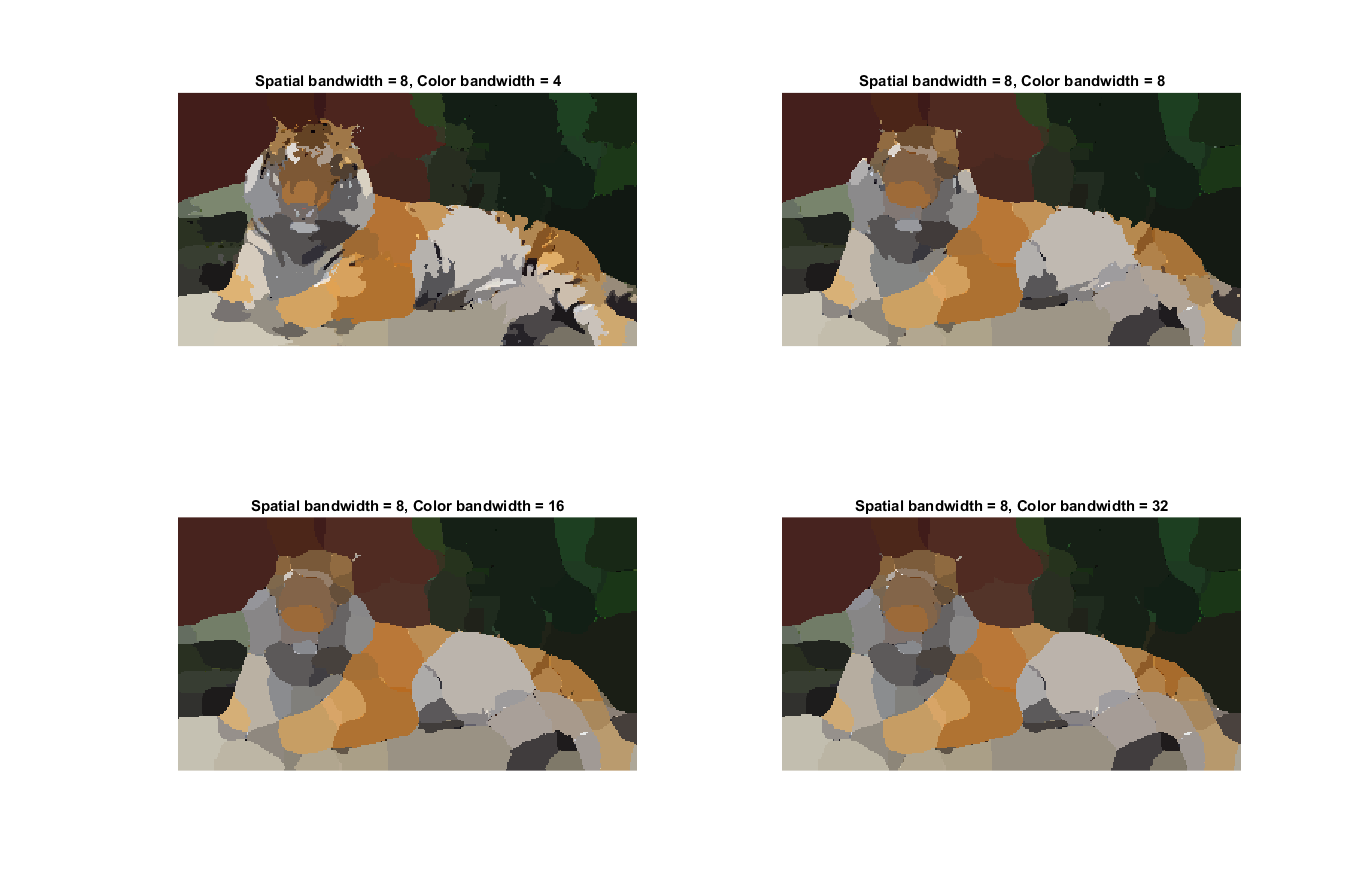 Spatial bandwidth = 8, Color bandwidth = 4
Spatial bandwidth = 8, Color bandwidth = 8
Spatial bandwidth = 8, Color bandwidth = 16
Spatial bandwidth = 8, Color bandwidth = 32